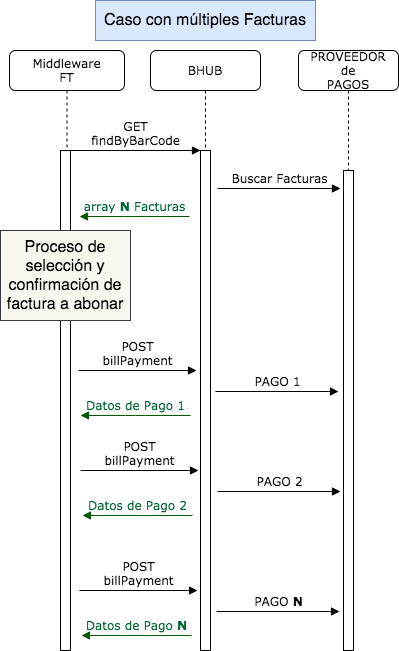 Caso con múltiples Facturas
Middleware
FT
BHUB
PROVEEDOR
de
PAGOS
GET
findByBarCode
Buscar Facturas
array N Facturas
Proceso de
selección y
confirmación de
factura a abonar
POST
billPayment
PAGO 1
Datos de Pago 1
POST
billPayment
PAGO 2
Datos de Pago 2
POST
billPayment
PAGO N
Datos de Pago N